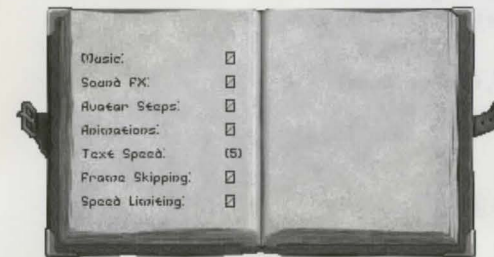 Music:
Sound FX:
Avatar Steps:
Animations:
Text Speed: (5)
Frame Skipping:
Speed Limiting: